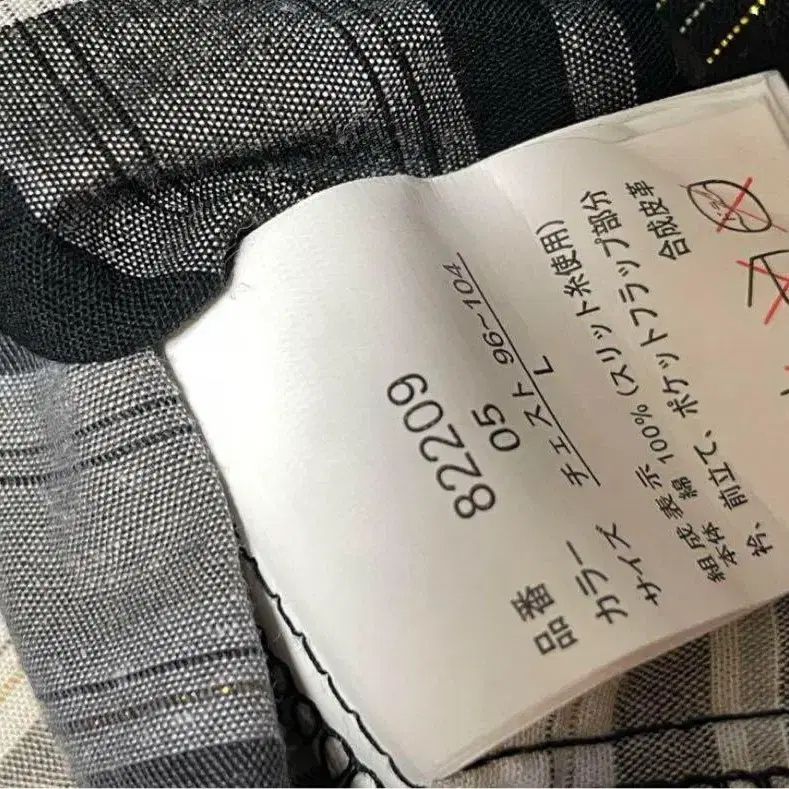 品番 82209
カラー 05
サイズ チェスト 96~104
L
組成表示
本体 綿 100% (スリット糸使用)
衿、前立て、ポケットフラップ部分
合成皮革